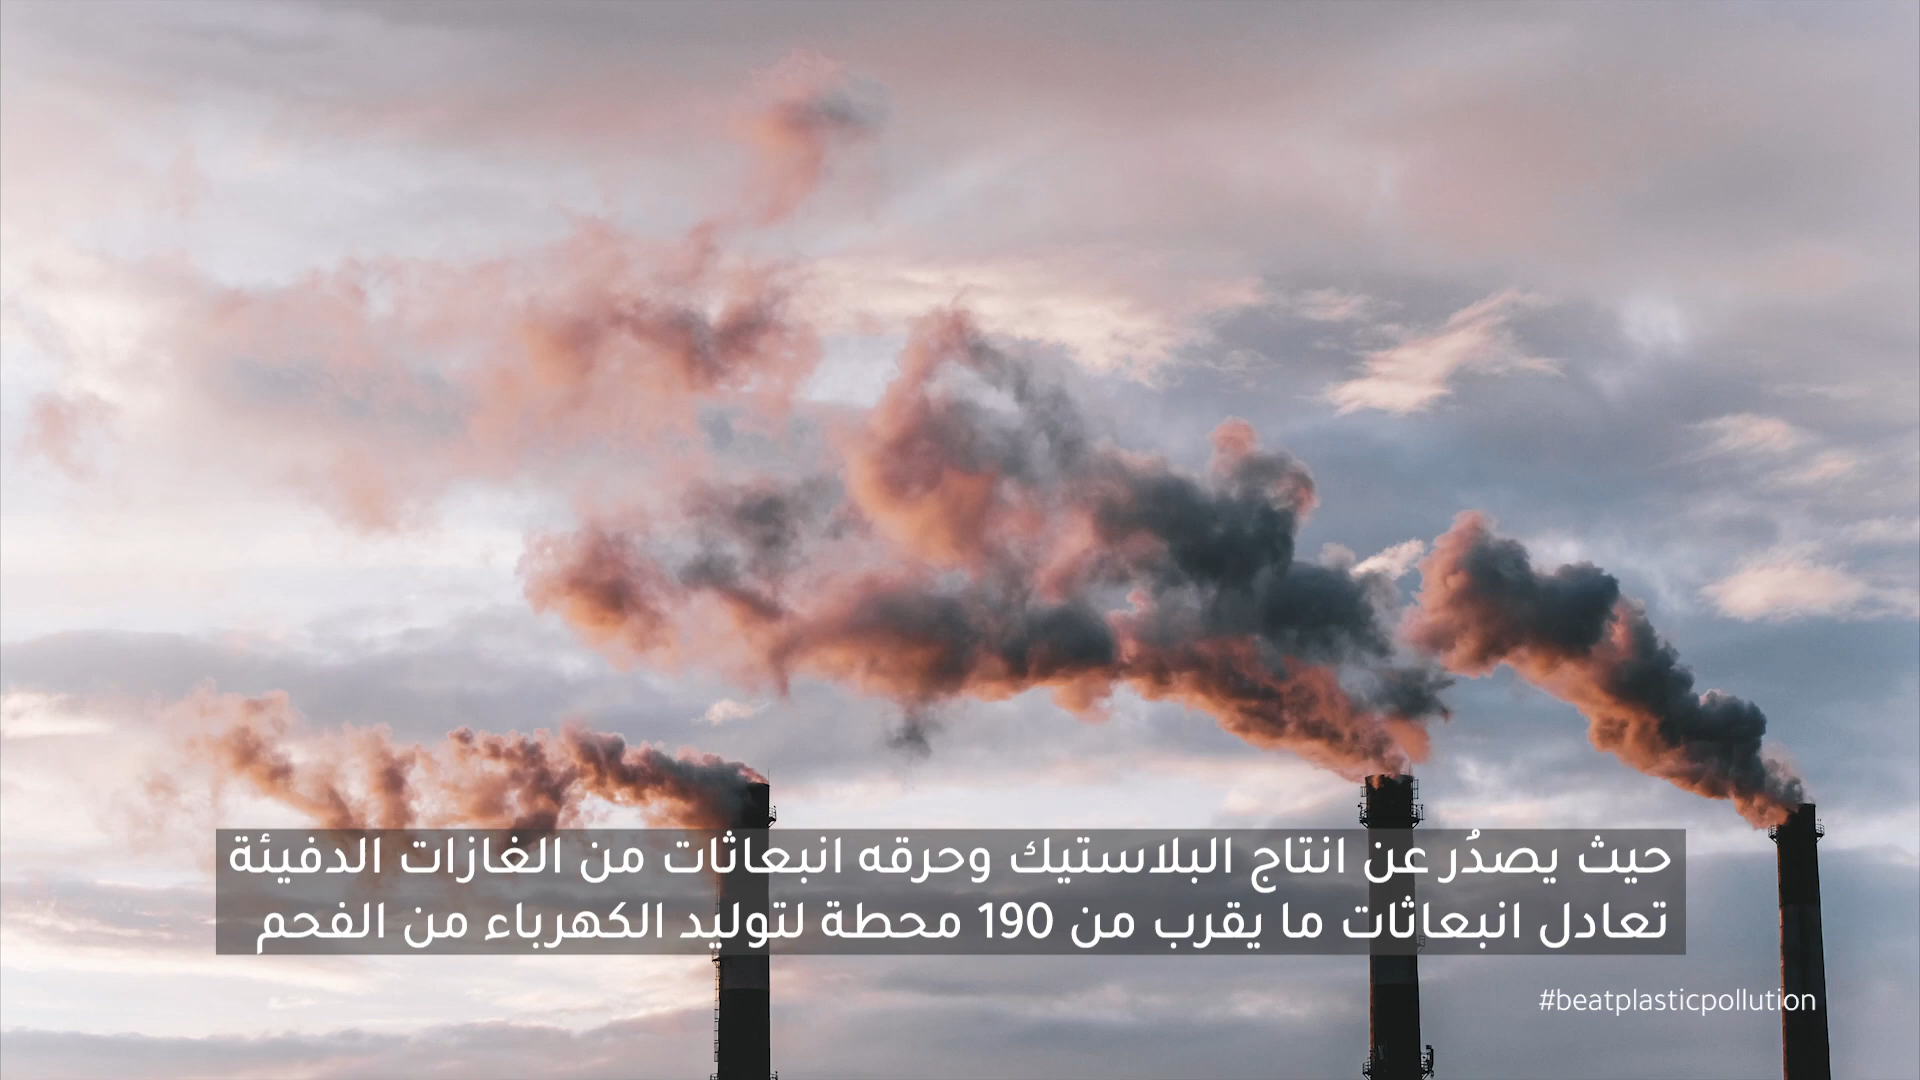 حيث يصدُر عن انتاج البلاستيك وحرقه انبعاثات من الغازات الدفيئة
تعادل انبعاثات ما يقرب من 190 محطة لتوليد الكهرباء من الفحم
#beatplasticpollution